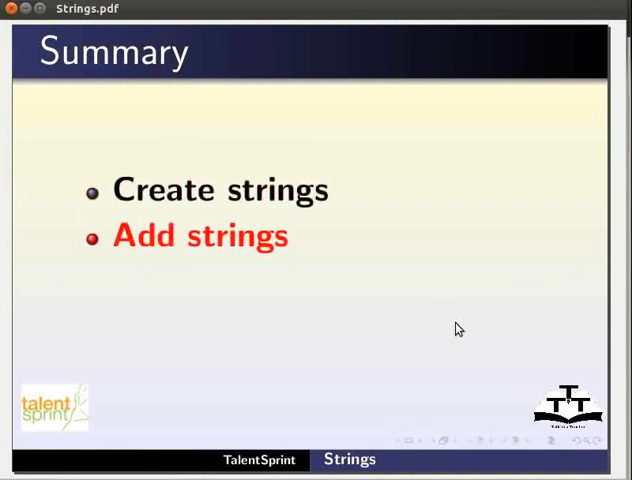 Strings.pdf
Summary
Create strings
Add strings
talent
sprint
TalentSprint
Strings